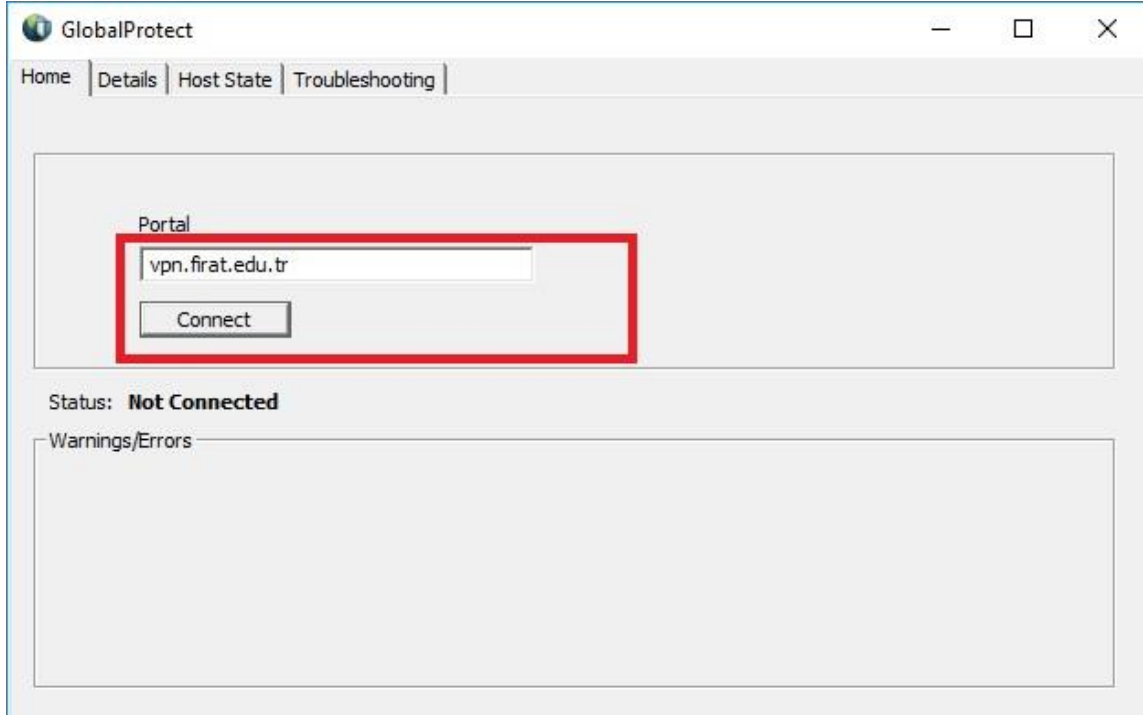 GlobalProtect
Home Details Host State Troubleshooting
Portal
vpn.firat.edu.tr
Connect
Status: Not Connected
Warnings/Errors